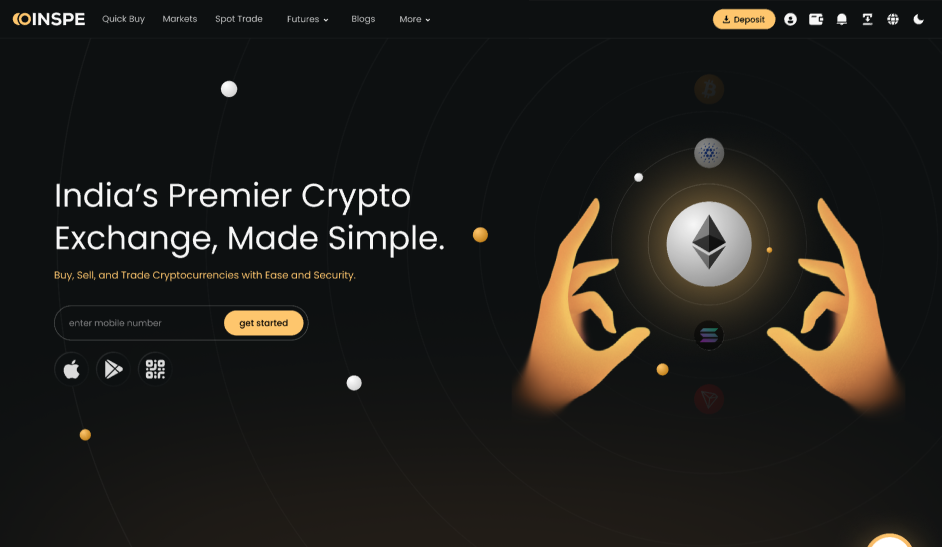 COINSPE
Quick Buy
Markets
Spot Trade
Futures
Blogs
More
Deposit
India’s Premier Crypto
Exchange, Made Simple.
Buy, Sell, and Trade Cryptocurrencies with Ease and Security.
enter mobile number
get started